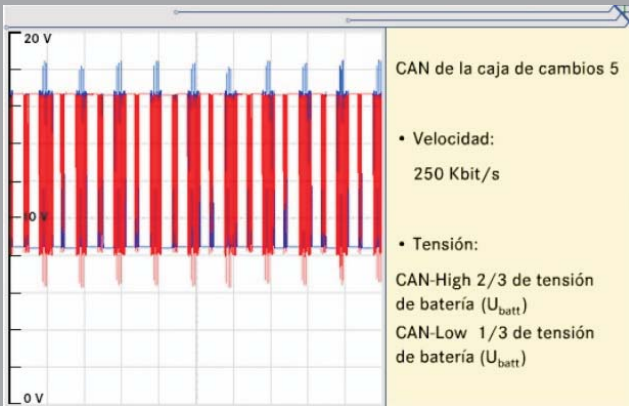 20 V
10 V
0 V
CAN de la caja de cambios 5
• Velocidad:
250 Kbit/s
• Tensión:
CAN-High 2/3 de tensión
de batería (Ubatt)
CAN-Low 1/3 de tensión
de batería (Ubatt)